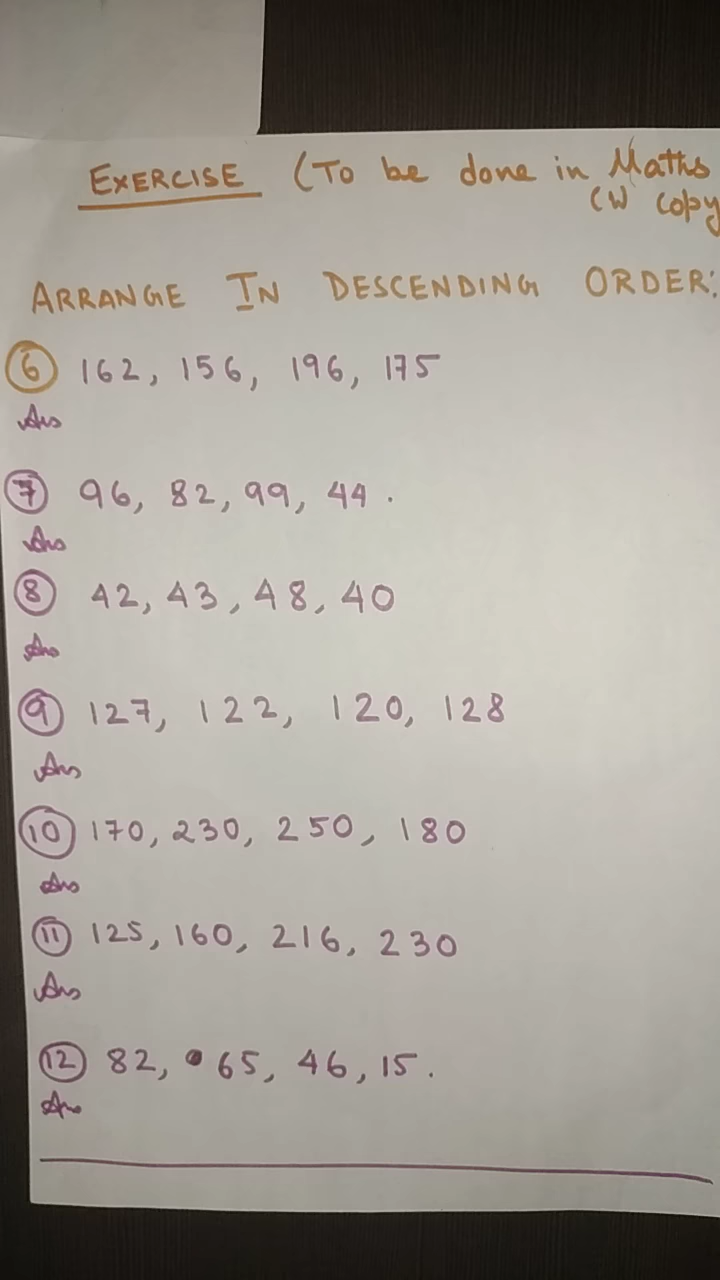 EXERCISE (To be done in Maths
CW Copy
ARRANGE IN DESCENDING ORDER:
6 162, 156, 196, 175
Ans
7 96, 82, 99, 44.
Ans
8 42, 43, 48, 40
Ans
9 127, 122, 120, 128
Ans
10 170, 230, 250, 180
Ans
11 125, 160, 216, 230
Ans
12 82, 65, 46, 15.
Ans